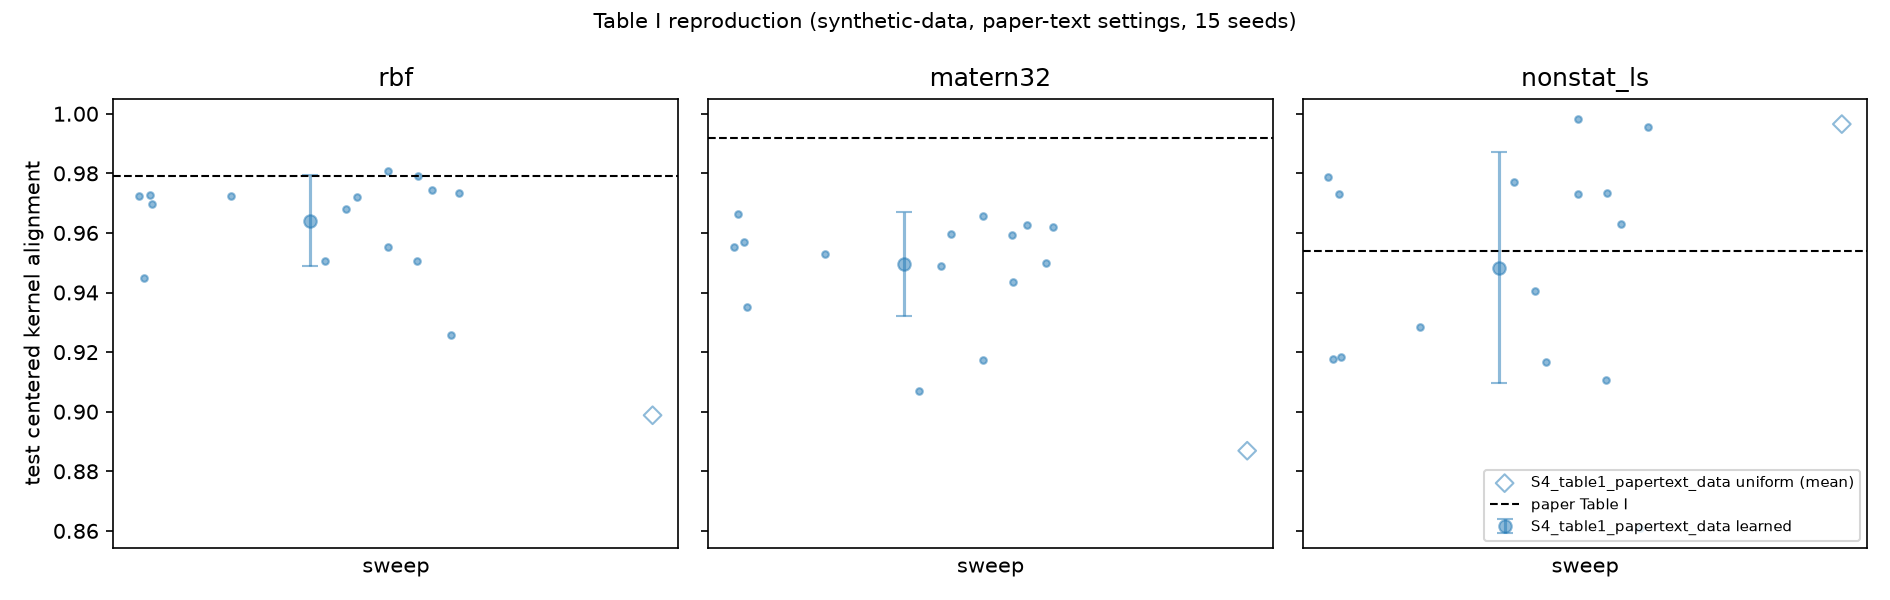 Table I reproduction (synthetic-data, paper-text settings, 15 seeds)
rbf
matern32
nonstat_ls
test centered kernel alignment
1.00
0.98
0.96
0.94
0.92
0.90
0.88
0.86
sweep
sweep
sweep
S4_table1_papertext_data uniform (mean)
paper Table I
S4_table1_papertext_data learned